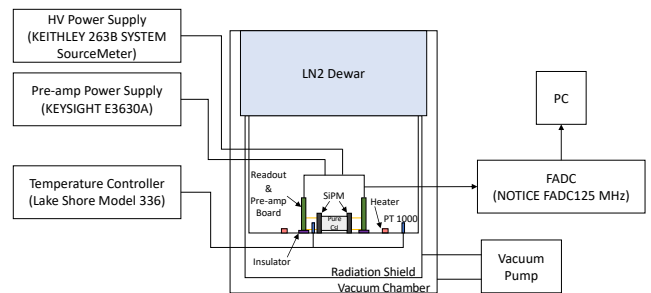 HV Power Supply
(KEITHLEY 263B SYSTEM
SourceMeter)
Pre-amp Power Supply
(KEYSIGHT E3630A)
Temperature Controller
(Lake Shore Model 336)
LN2 Dewar
Readout
&
Pre-amp
Board
SiPM
Heater
PT 1000
Pure
CsI
Insulator
Radiation Shield
Vacuum Chamber
PC
FADC
(NOTICE FADC125 MHz)
Vacuum
Pump